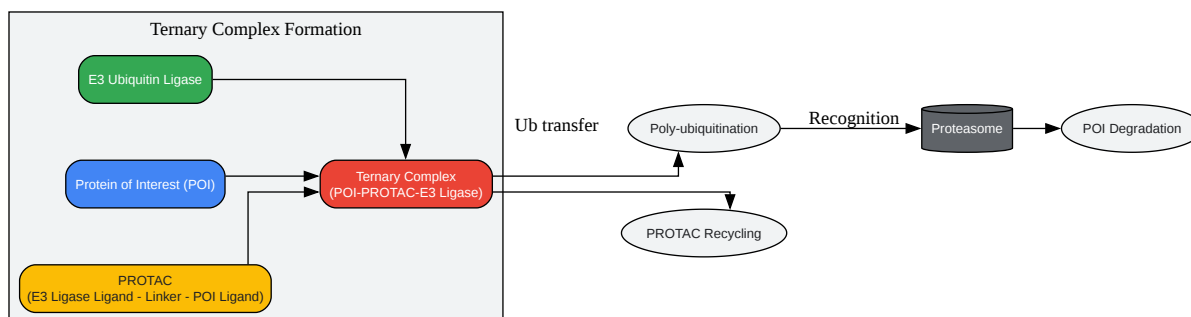 Ternary Complex Formation
E3 Ubiquitin Ligase
Protein of Interest (POI)
PROTAC
(E3 Ligase Ligand - Linker - POI Ligand)
Ternary Complex
(POI-PROTAC-E3 Ligase)
Ub transfer
Poly-ubiquitination
PROTAC Recycling
Recognition
Proteasome
POI Degradation